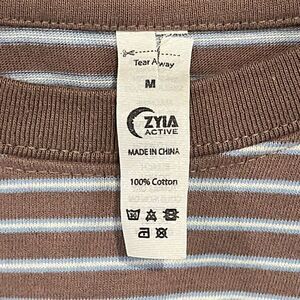 Tear Away
M
ZYIA
ACTIVE
MADE IN CHINA
100% Cotton